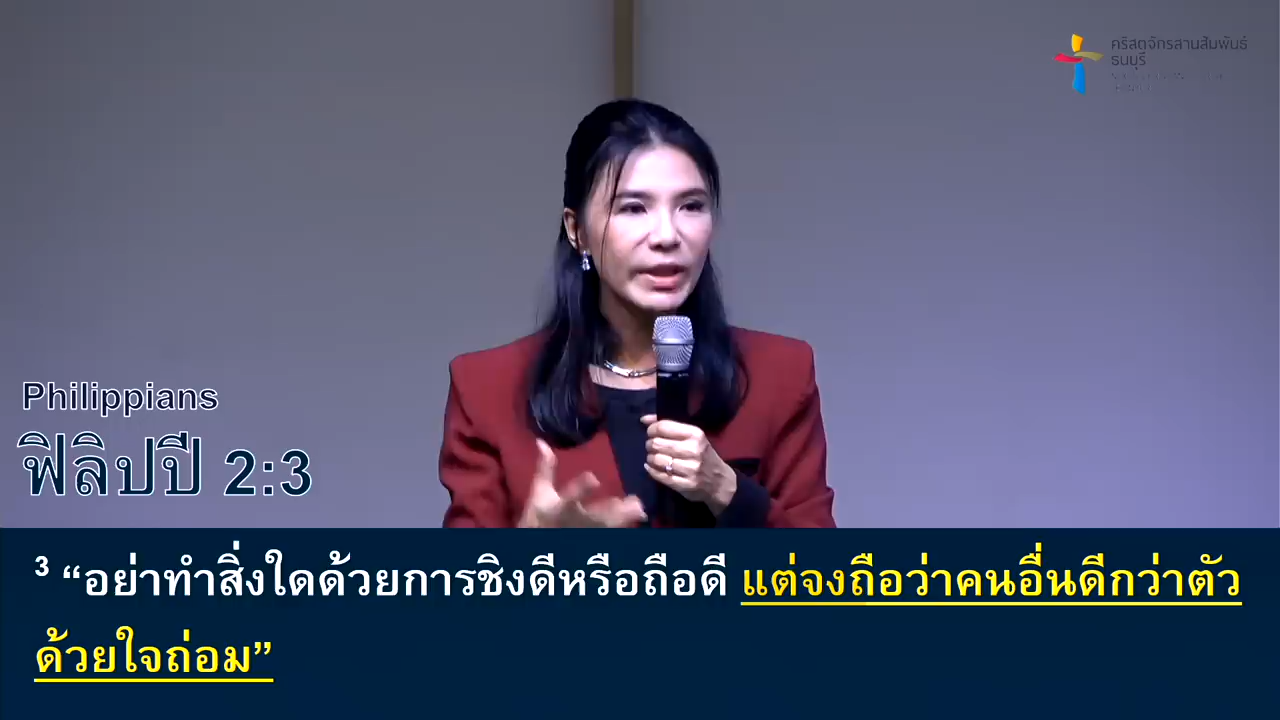 คริสตจักรสานสัมพันธ์
ธนบุรี
Philippians
ฟิลิปปี 2:3
3 “อย่าทำสิ่งใดด้วยการชิงดีหรือถือดี แต่จงถือว่าคนอื่นดีกว่าตัว
ด้วยใจถ่อม”